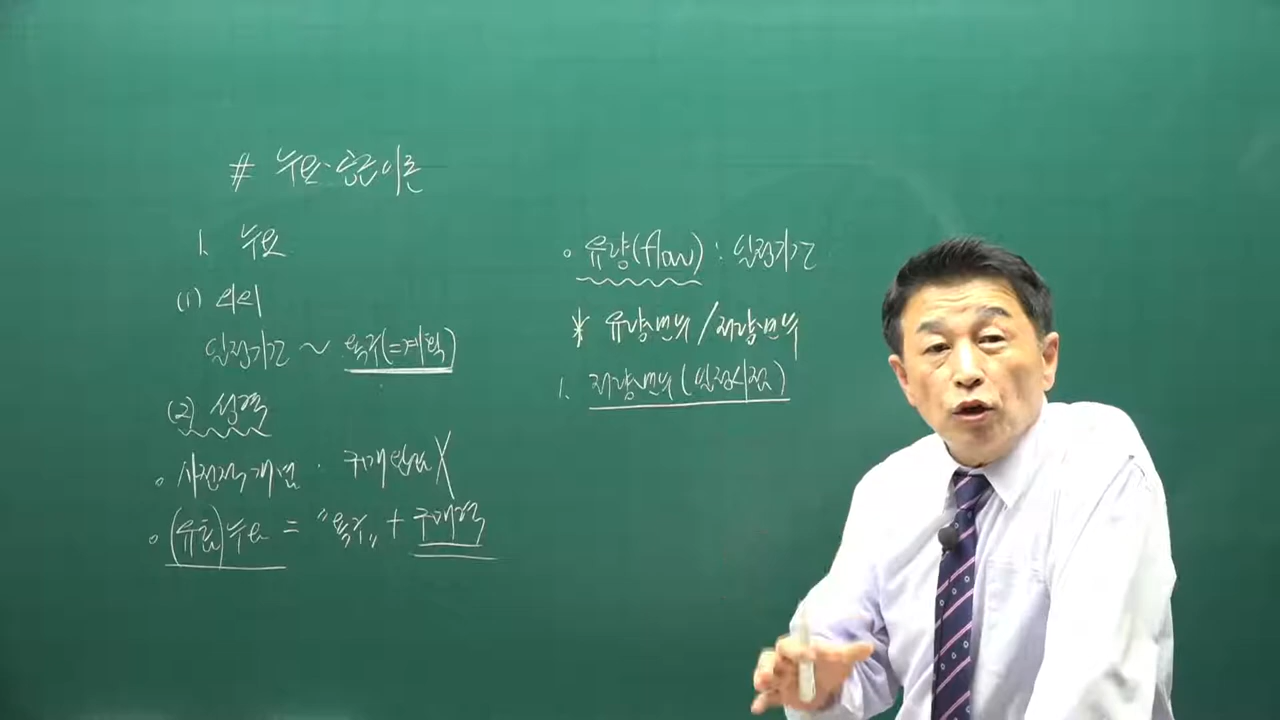 # 수요·공급이론
1. 수요
(1) 의의
일정기간 ~ 욕구(=계획)
(2) 성격
◦ 사전적 개념 · 구매완료 X
◦ (유효)수요 = "욕구" + 구매력
◦ 유량(flow) : 일정기간
* 유량변수 / 저량변수
1. 저량변수 (일정시점)